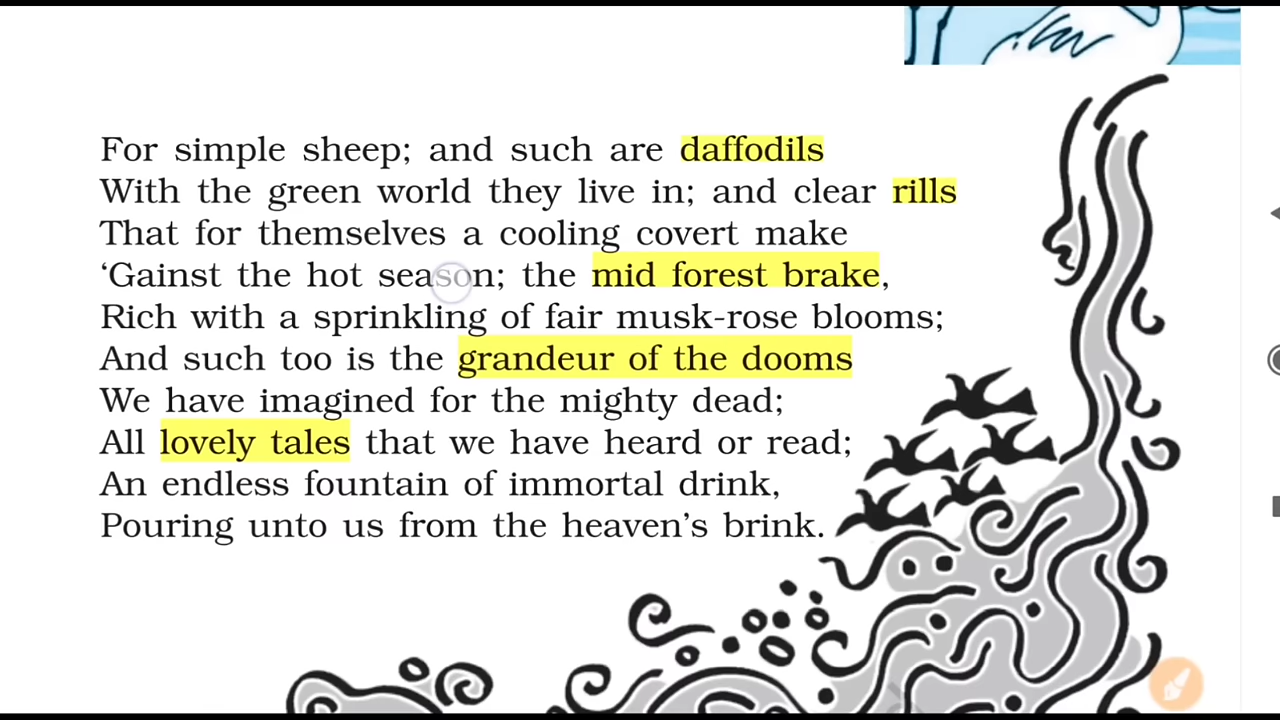 For simple sheep; and such are daffodils
With the green world they live in; and clear rills
That for themselves a cooling covert make
‘Gainst the hot season; the mid forest brake,
Rich with a sprinkling of fair musk-rose blooms;
And such too is the grandeur of the dooms
We have imagined for the mighty dead;
All lovely tales that we have heard or read;
An endless fountain of immortal drink,
Pouring unto us from the heaven’s brink.